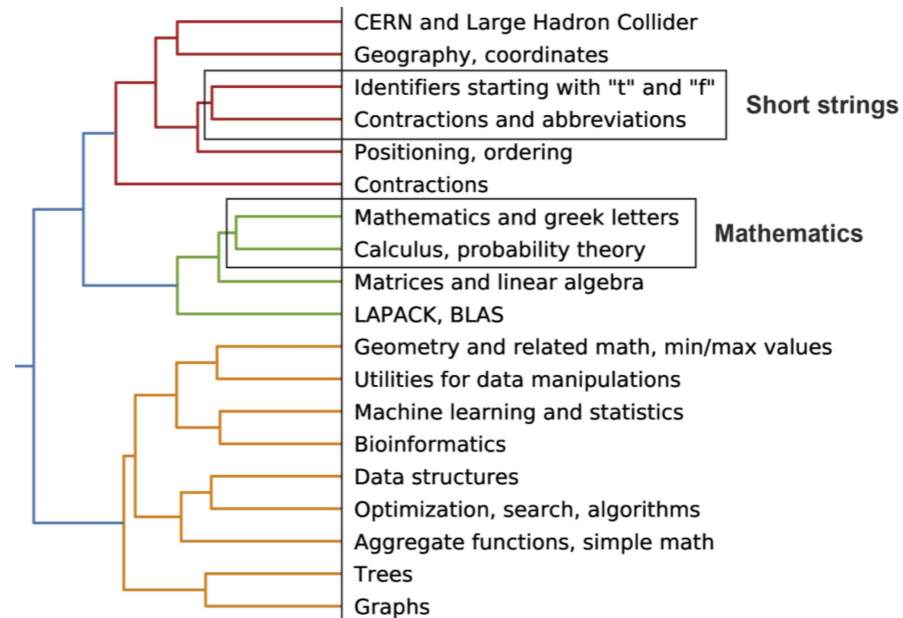 CERN and Large Hadron Collider
Geography, coordinates
Identifiers starting with "t" and "f"
Short strings
Contractions and abbreviations
Positioning, ordering
Contractions
Mathematics and greek letters
Mathematics
Calculus, probability theory
Matrices and linear algebra
LAPACK, BLAS
Geometry and related math, min/max values
Utilities for data manipulations
Machine learning and statistics
Bioinformatics
Data structures
Optimization, search, algorithms
Aggregate functions, simple math
Trees
Graphs